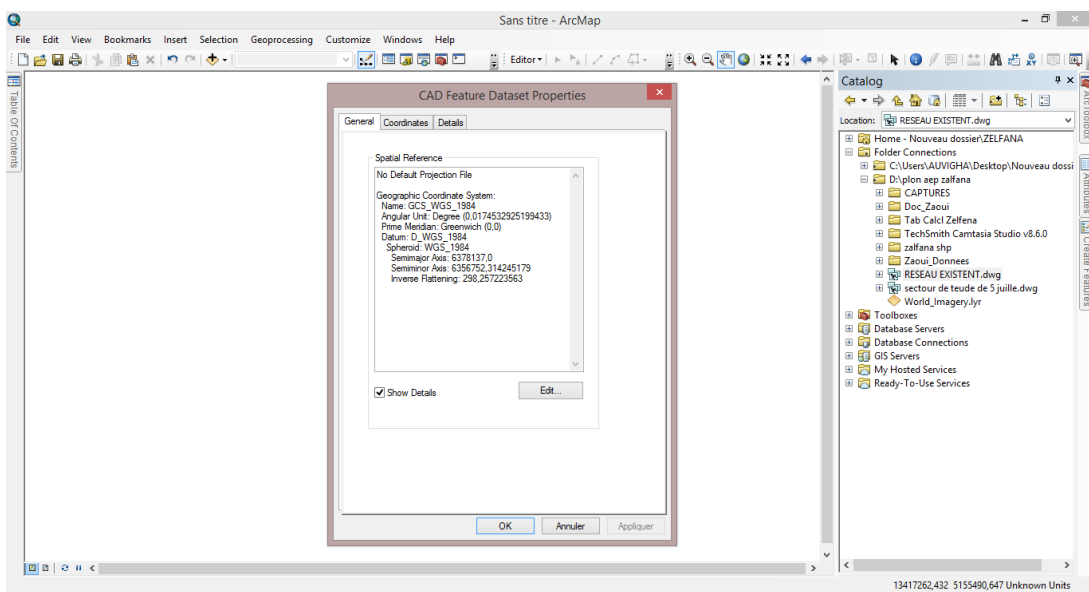 Sans titre - ArcMap
File Edit View Bookmarks Insert Selection Geoprocessing Customize Windows Help
Editor
Table Of Contents
CAD Feature Dataset Properties
General Coordinates Details
Spatial Reference
No Default Projection File
Geographic Coordinate System:
Name: GCS_WGS_1984
Angular Unit: Degree (0,0174532925199433)
Prime Meridian: Greenwich (0,0)
Datum: D_WGS_1984
Spheroid: WGS_1984
Semimajor Axis: 6378137,0
Semiminor Axis: 6356752,314245179
Inverse Flattening: 298,257223563
Show Details
Edit...
OK Annuler Appliquer
Catalog
Location: RESEAU EXISTENT.dwg
Home - Nouveau dossier\ZELFANA
Folder Connections
C:\Users\AUVIGHA\Desktop\Nouveau dossi
D:\plon aep zalfana
CAPTURES
Doc_Zaoui
Tab Calcl Zelfena
TechSmith Camtasia Studio v8.6.0
zalfana shp
Zaoui_Donnees
RESEAU EXISTENT.dwg
sectour de teude de 5 juille.dwg
World_Imagery.lyr
Toolboxes
Database Servers
Database Connections
GIS Servers
My Hosted Services
Ready-To-Use Services
ArcToolbox
Attributes
Create Features
13417262,432 5155490,647 Unknown Units